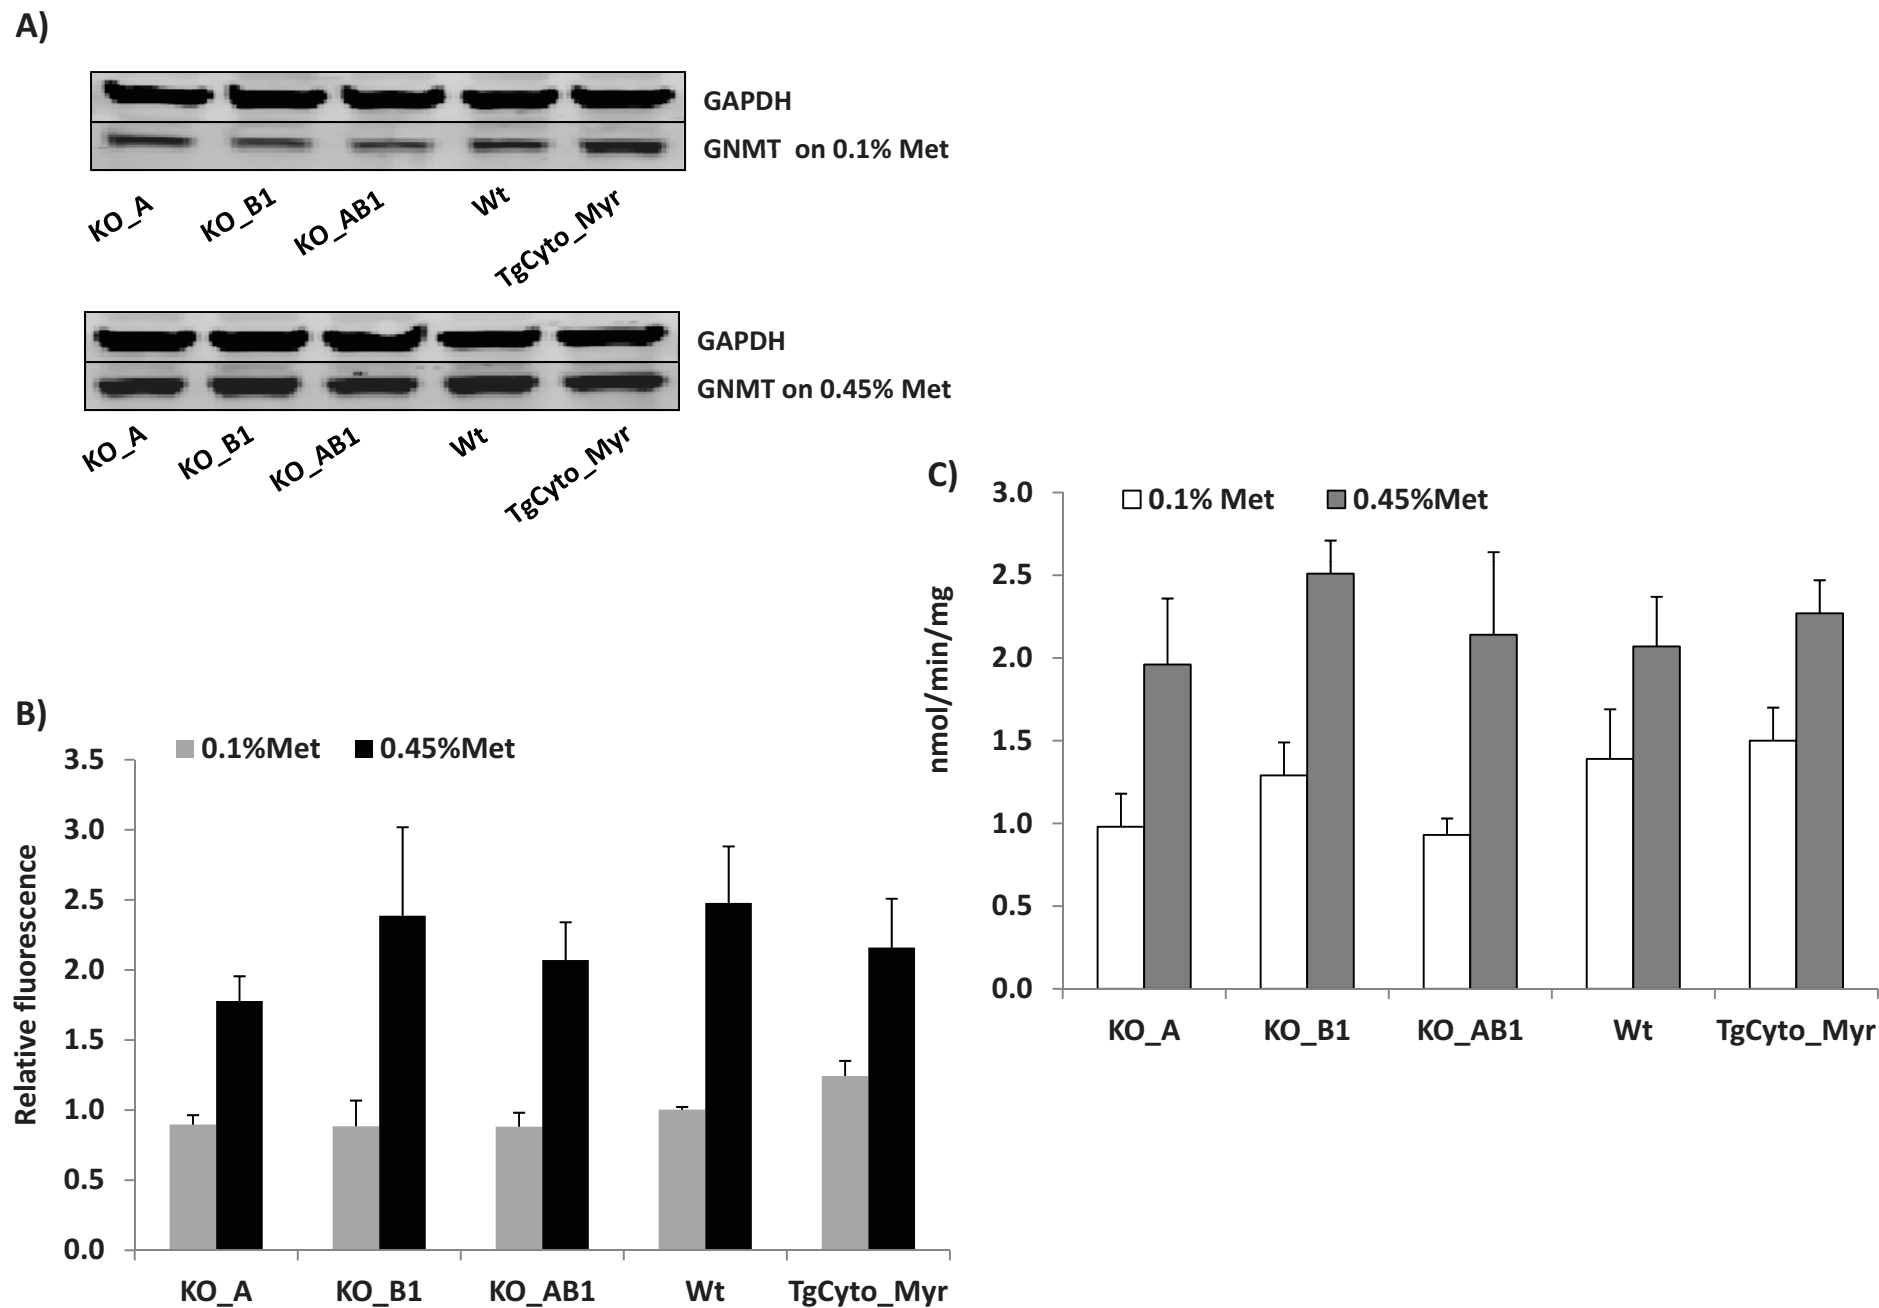 A)
GAPDH
GNMT on 0.1% Met
KO_A KO_B1 KO_AB1 Wt TgCyto_Myr
GAPDH
GNMT on 0.45% Met
KO_A KO_B1 KO_AB1 Wt TgCyto_Myr
B)
0.1%Met 0.45%Met
Relative fluorescence
3.5
3.0
2.5
2.0
1.5
1.0
0.5
0.0
KO_A KO_B1 KO_AB1 Wt TgCyto_Myr
C)
0.1% Met 0.45%Met
nmol/min/mg
3.0
2.5
2.0
1.5
1.0
0.5
0.0
KO_A KO_B1 KO_AB1 Wt TgCyto_Myr